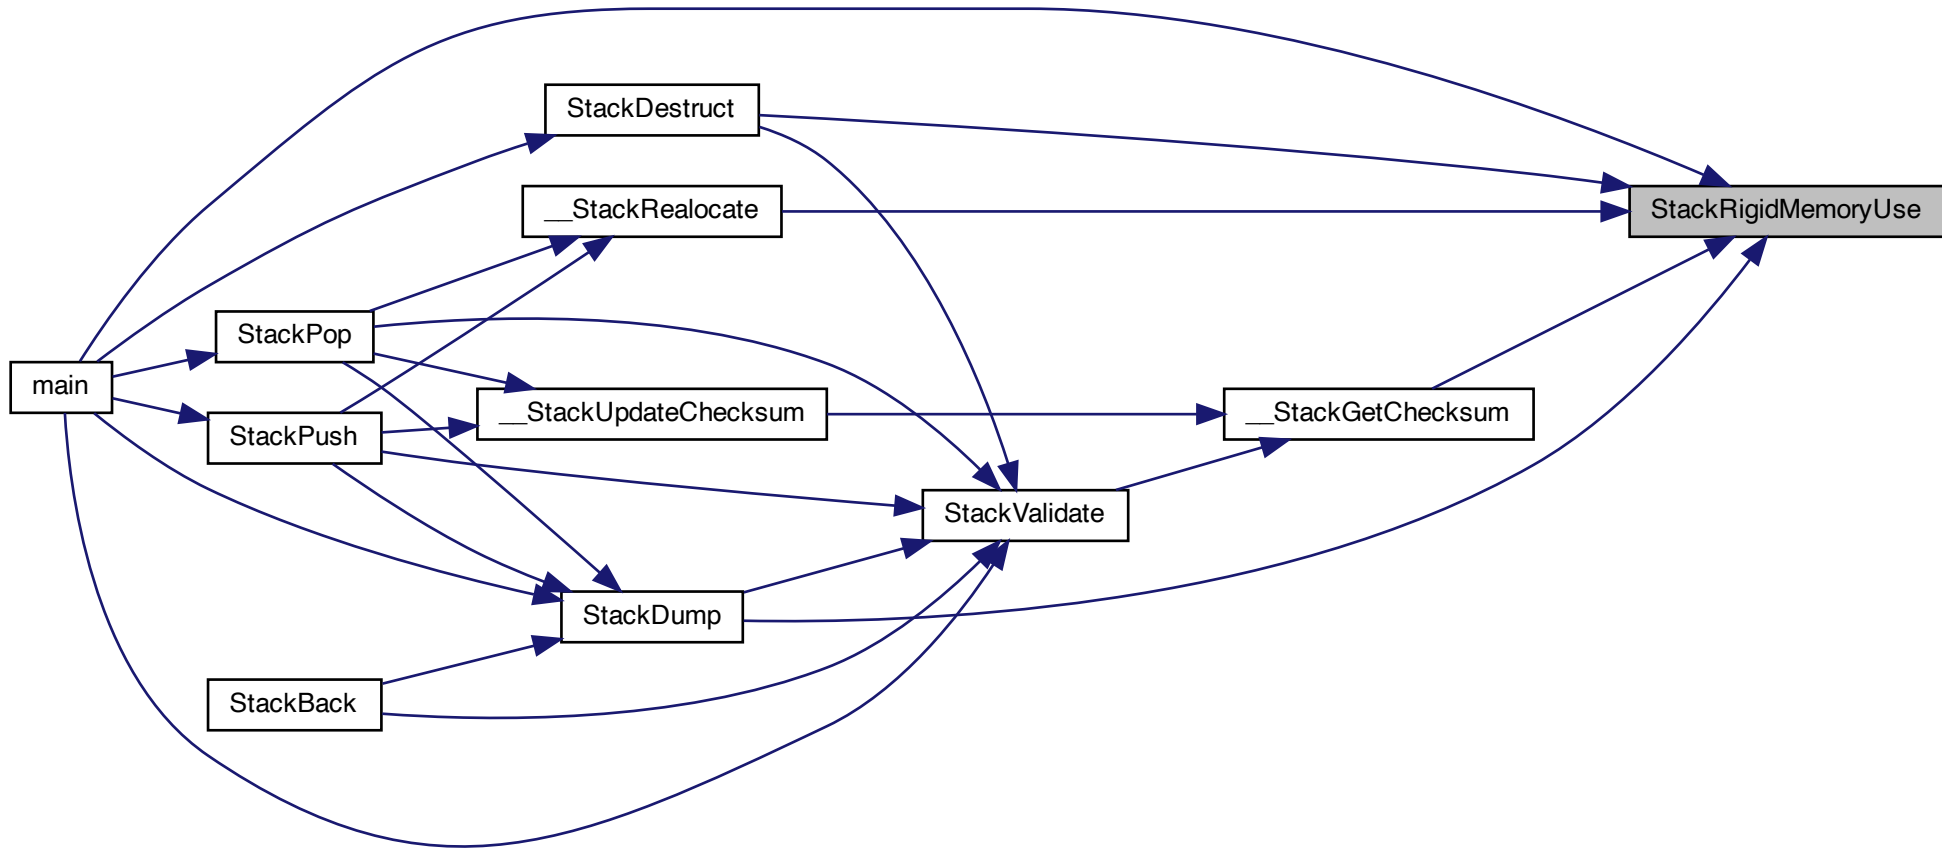 StackDestruct
__StackRealocate
StackRigidMemoryUse
StackPop
main
__StackUpdateChecksum
__StackGetChecksum
StackPush
StackValidate
StackDump
StackBack